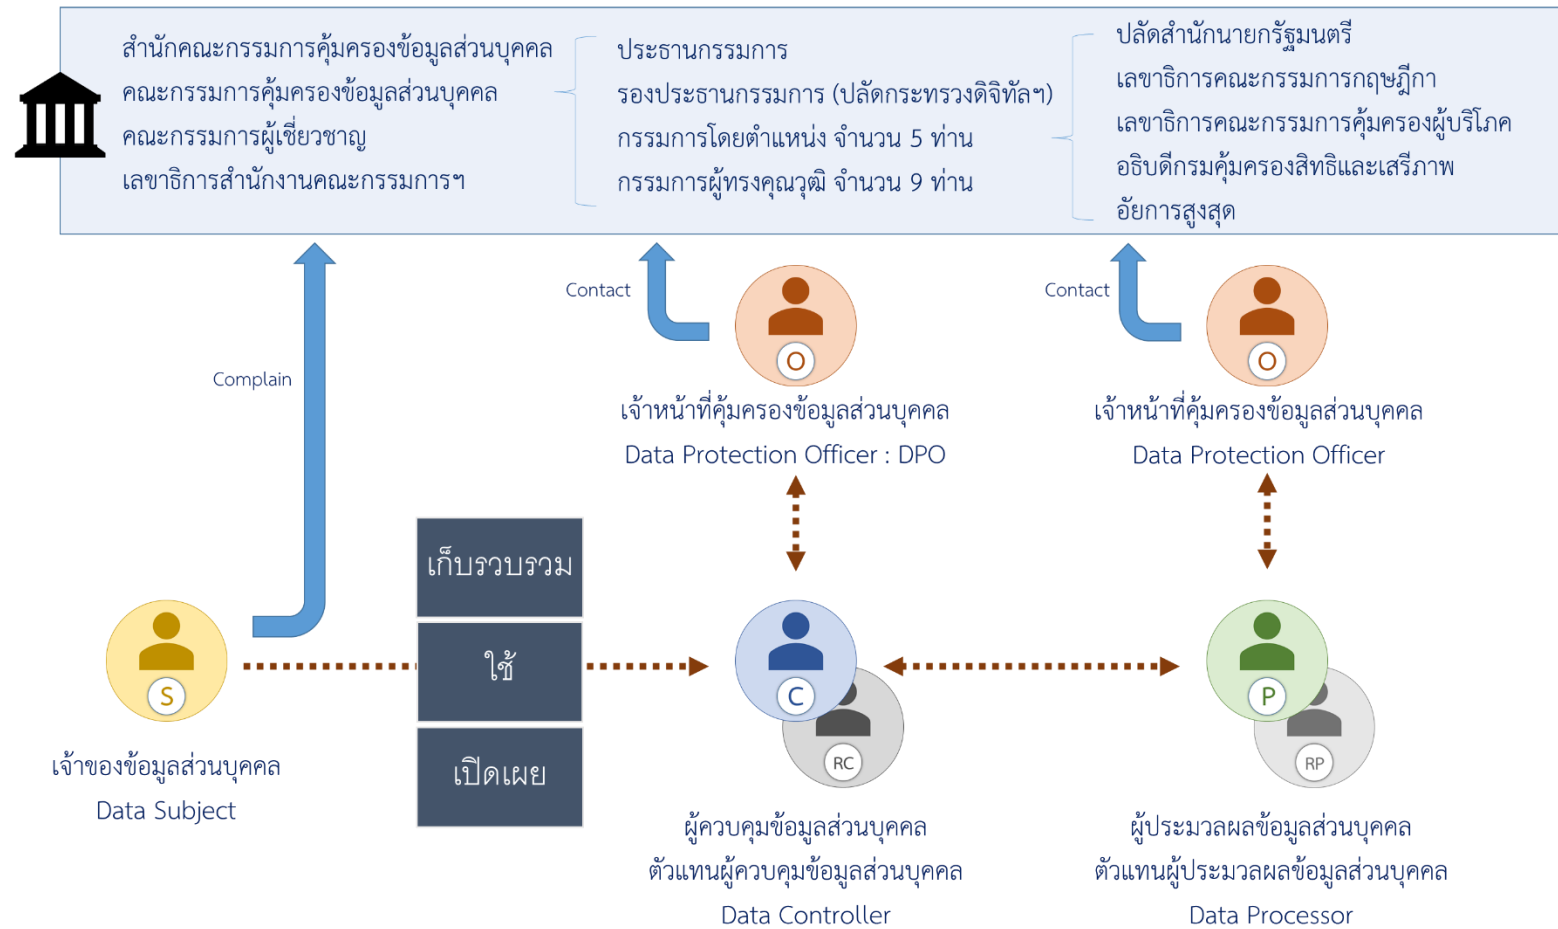 สำนักคณะกรรมการคุ้มครองข้อมูลส่วนบุคคล
คณะกรรมการคุ้มครองข้อมูลส่วนบุคคล
คณะกรรมการผู้เชี่ยวชาญ
เลขาธิการสำนักงานคณะกรรมการฯ
ประธานกรรมการ
รองประธานกรรมการ (ปลัดกระทรวงดิจิทัลฯ)
กรรมการโดยตำแหน่ง จำนวน 5 ท่าน
กรรมการผู้ทรงคุณวุฒิ จำนวน 9 ท่าน
ปลัดสำนักนายกรัฐมนตรี
เลขาธิการคณะกรรมการกฤษฎีกา
เลขาธิการคณะกรรมการคุ้มครองผู้บริโภค
อธิบดีกรมคุ้มครองสิทธิและเสรีภาพ
อัยการสูงสุด
Complain
Contact
O
เจ้าหน้าที่คุ้มครองข้อมูลส่วนบุคคล
Data Protection Officer : DPO
Contact
O
เจ้าหน้าที่คุ้มครองข้อมูลส่วนบุคคล
Data Protection Officer
S
เจ้าของข้อมูลส่วนบุคคล
Data Subject
เก็บรวบรวม
ใช้
เปิดเผย
C
RC
ผู้ควบคุมข้อมูลส่วนบุคคล
ตัวแทนผู้ควบคุมข้อมูลส่วนบุคคล
Data Controller
P
RP
ผู้ประมวลผลข้อมูลส่วนบุคคล
ตัวแทนผู้ประมวลผลข้อมูลส่วนบุคคล
Data Processor